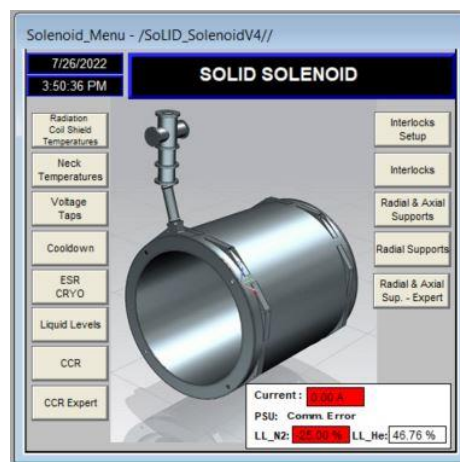 Solenoid_Menu - /SoLID_SolenoidV4//
7/26/2022
3:50:36 PM
SOLID SOLENOID
Radiation
Coil Shield
Temperatures
Neck
Temperatures
Voltage
Taps
Cooldown
ESR
CRYO
Liquid Levels
CCR
CCR Expert
Interlocks
Setup
Interlocks
Radial & Axial
Supports
Radial Supports
Radial & Axial
Sup. - Expert
Current : 0.00 A
PSU: Comm. Error
LL_N2: -25.00 % LL_He: 46.76 %